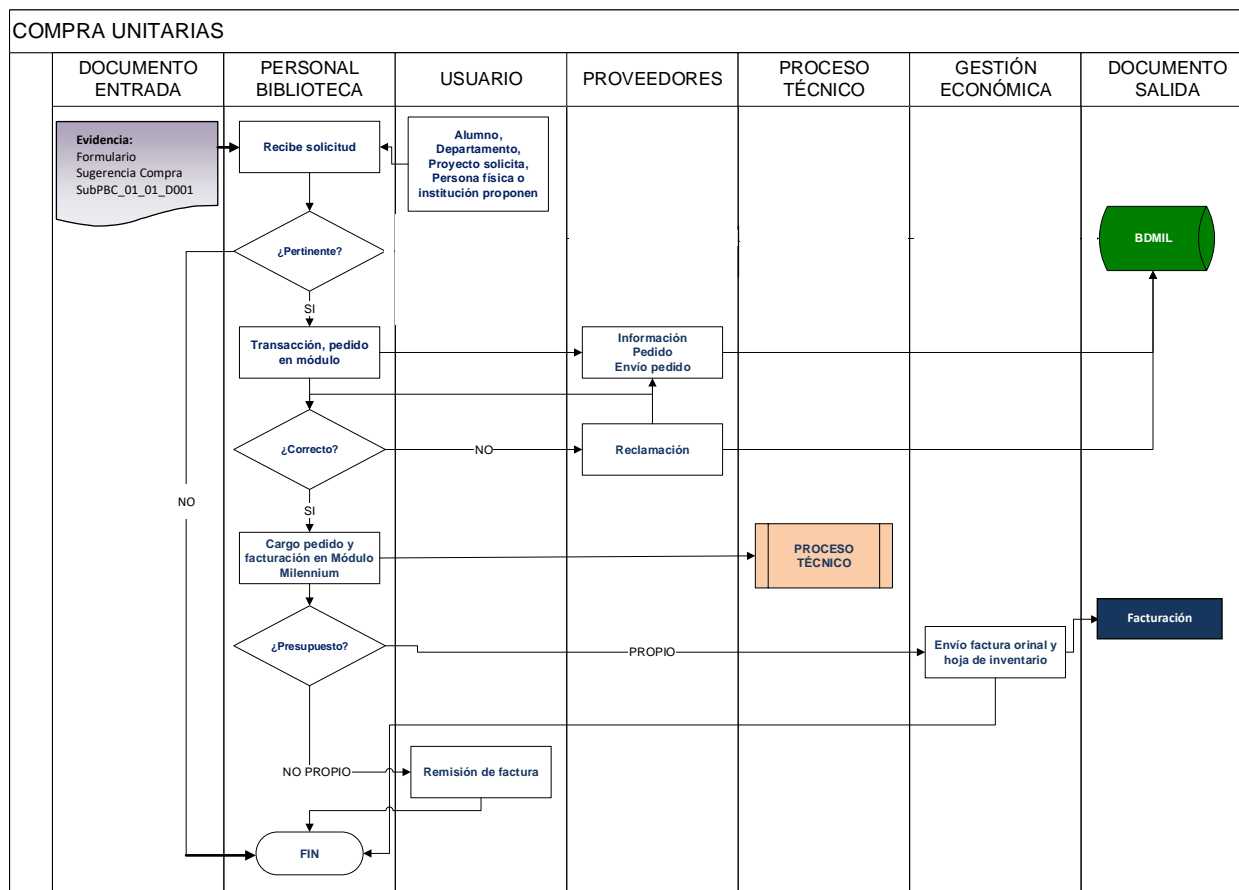 COMPRA UNITARIAS
DOCUMENTO
ENTRADA
PERSONAL
BIBLIOTECA
USUARIO
PROVEEDORES
PROCESO
TÉCNICO
GESTIÓN
ECONÓMICA
DOCUMENTO
SALIDA
Evidencia:
Formulario
Sugerencia Compra
SubPBC_01_01_D001
Recibe solicitud
Alumno,
Departamento,
Proyecto solicita,
Persona física o
institución proponen
¿Pertinente?
BDMIL
SI
Transacción, pedido
en módulo
Información
Pedido
Envío pedido
¿Correcto?
NO
Reclamación
NO
SI
Cargo pedido y
facturación en Módulo
Milennium
PROCESO
TÉCNICO
Facturación
¿Presupuesto?
PROPIO
Envío factura orinal y
hoja de inventario
NO PROPIO
Remisión de factura
FIN